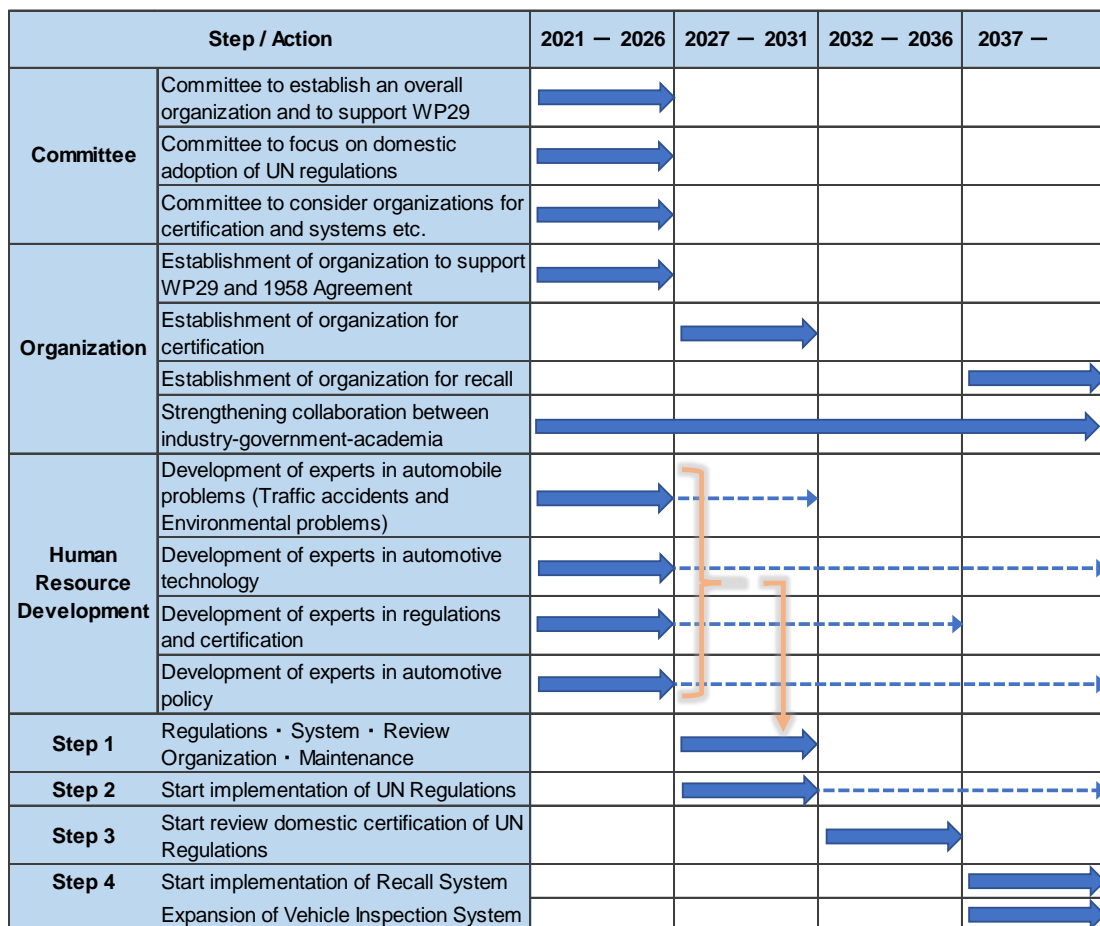 Step / Action
2021 － 2026
2027 － 2031
2032 － 2036
2037 －
Committee
Committee to establish an overall
organization and to support WP29
Committee to focus on domestic
adoption of UN regulations
Committee to consider organizations for
certification and systems etc.
Organization
Establishment of organization to support
WP29 and 1958 Agreement
Establishment of organization for
certification
Establishment of organization for recall
Strengthening collaboration between
industry-government-academia
Human
Resource
Development
Development of experts in automobile
problems (Traffic accidents and
Environmental problems)
Development of experts in automotive
technology
Development of experts in regulations
and certification
Development of experts in automotive
policy
Step 1
Regulations・System・Review
Organization・Maintenance
Step 2
Start implementation of UN Regulations
Step 3
Start review domestic certification of UN
Regulations
Step 4
Start implementation of Recall System
Expansion of Vehicle Inspection System